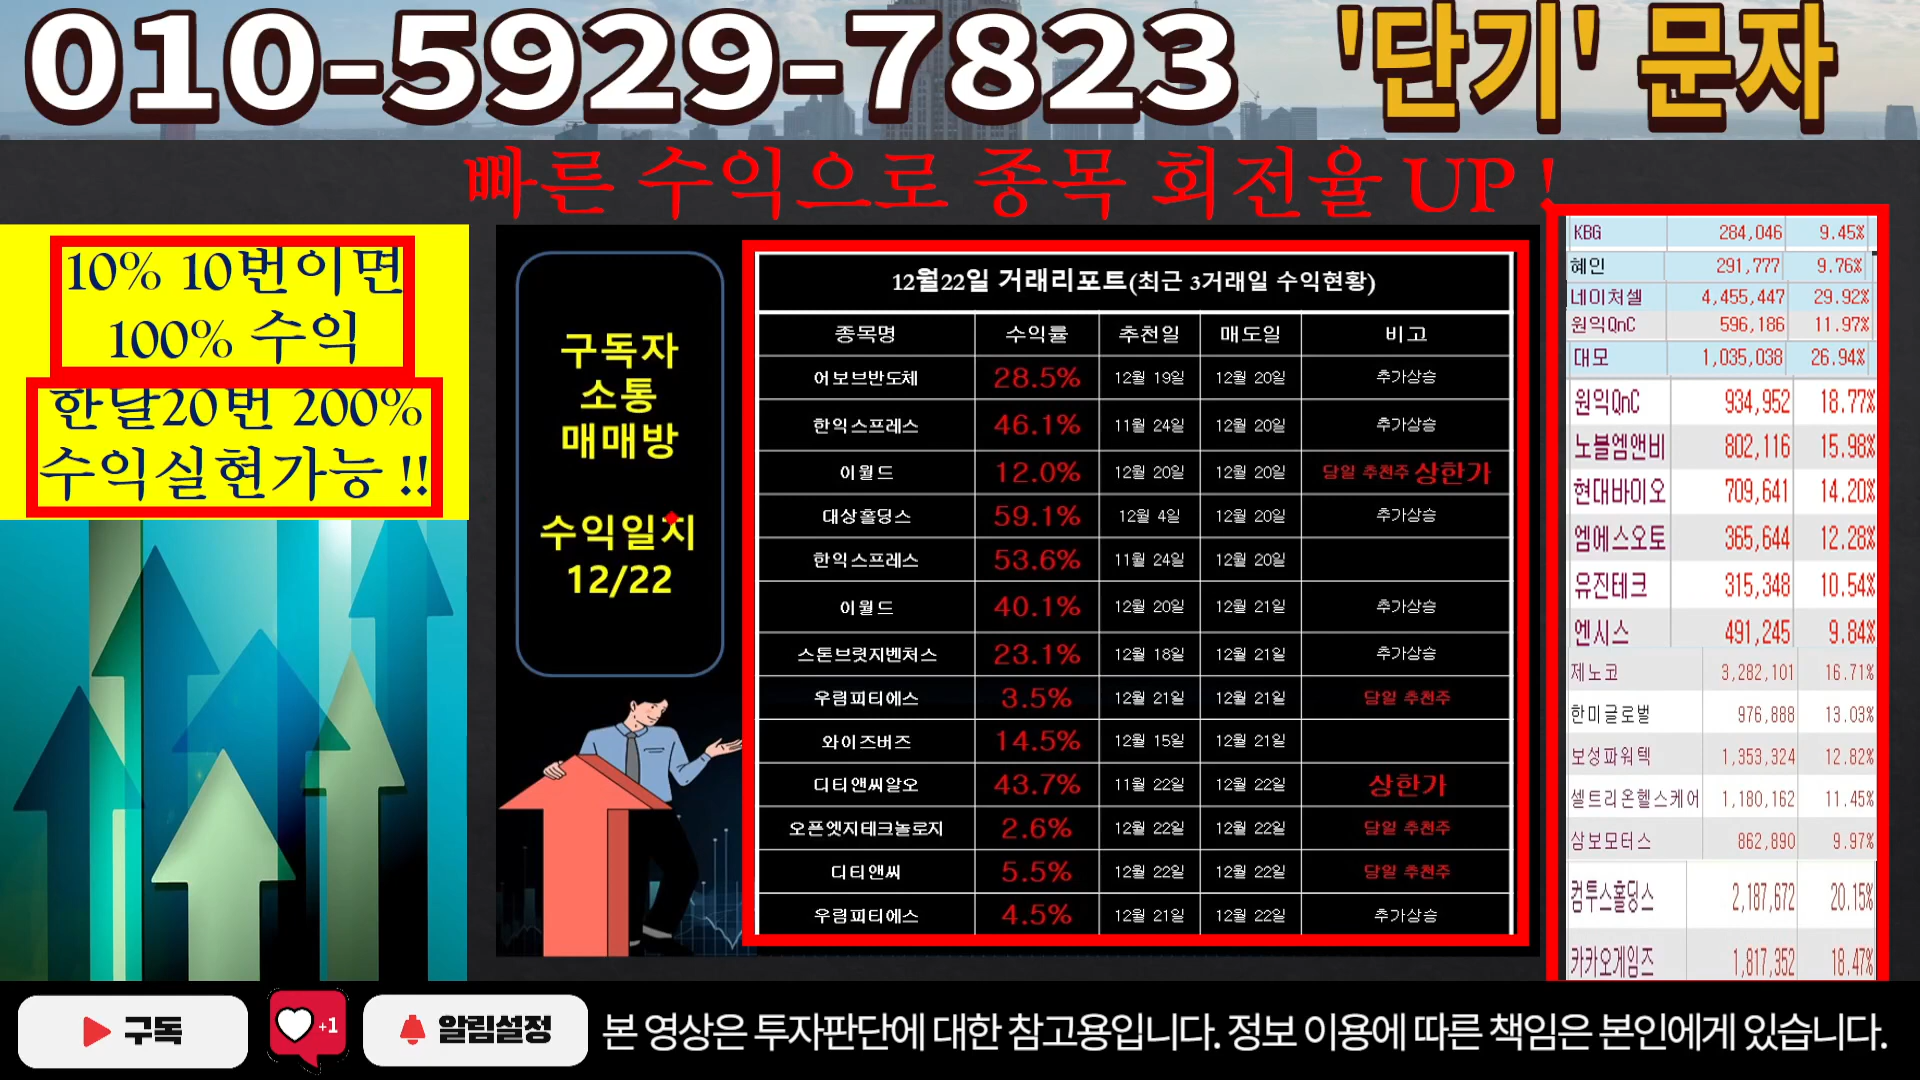 010-5929-7823 '단기' 문자
빠른 수익으로 종목 회전율 UP !
10% 10번이면
100% 수익
한달20번 200%
수익실현가능 !!
구독자
소통
매매방
수익일지
12/22
12월22일 거래리포트(최근 3거래일 수익현황)
종목명 수익률 추천일 매도일 비고
어보브반도체 28.5% 12월 19일 12월 20일 추가상승
한익스프레스 46.1% 11월 24일 12월 20일 추가상승
이월드 12.0% 12월 20일 12월 20일 당일 추천주 상한가
대상홀딩스 59.1% 12월 4일 12월 20일 추가상승
한익스프레스 53.6% 11월 24일 12월 20일
이월드 40.1% 12월 20일 12월 21일 추가상승
스톤브릿지벤처스 23.1% 12월 18일 12월 21일 추가상승
우림피티에스 3.5% 12월 21일 12월 21일 당일 추천주
와이즈버즈 14.5% 12월 15일 12월 21일
디티앤씨알오 43.7% 11월 22일 12월 22일 상한가
오픈엣지테크놀로지 2.6% 12월 22일 12월 22일 당일 추천주
디티앤씨 5.5% 12월 22일 12월 22일 당일 추천주
우림피티에스 4.5% 12월 21일 12월 22일 추가상승
KBG 284,046 9.45%
혜인 291,777 9.76%
네이처셀 4,455,447 29.92%
원익QnC 596,186 11.97%
대모 1,035,038 26.94%
원익QnC 934,952 18.77%
노블엠앤비 802,116 15.98%
현대바이오 709,641 14.20%
엠에스오토 365,644 12.28%
유진테크 315,348 10.54%
엔시스 491,245 9.84%
제노코 3,282,101 16.71%
한미글로벌 976,888 13.03%
보성파워텍 1,353,324 12.82%
셀트리온헬스케어 1,180,162 11.45%
상보모터스 862,890 9.97%
컴투스홀딩스 2,187,672 20.15%
카카오게임즈 1,817,352 18.47%
구독 +1 알림설정 본 영상은 투자판단에 대한 참고용입니다. 정보 이용에 따른 책임은 본인에게 있습니다.